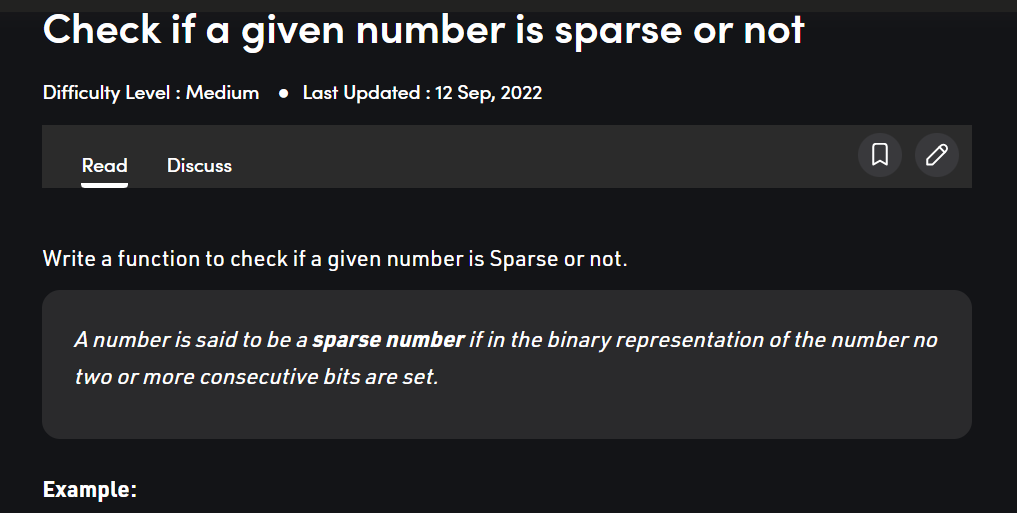 Check if a given number is sparse or not
Difficulty Level : Medium ● Last Updated : 12 Sep, 2022
Read Discuss
Write a function to check if a given number is Sparse or not.
A number is said to be a sparse number if in the binary representation of the number no
two or more consecutive bits are set.
Example: